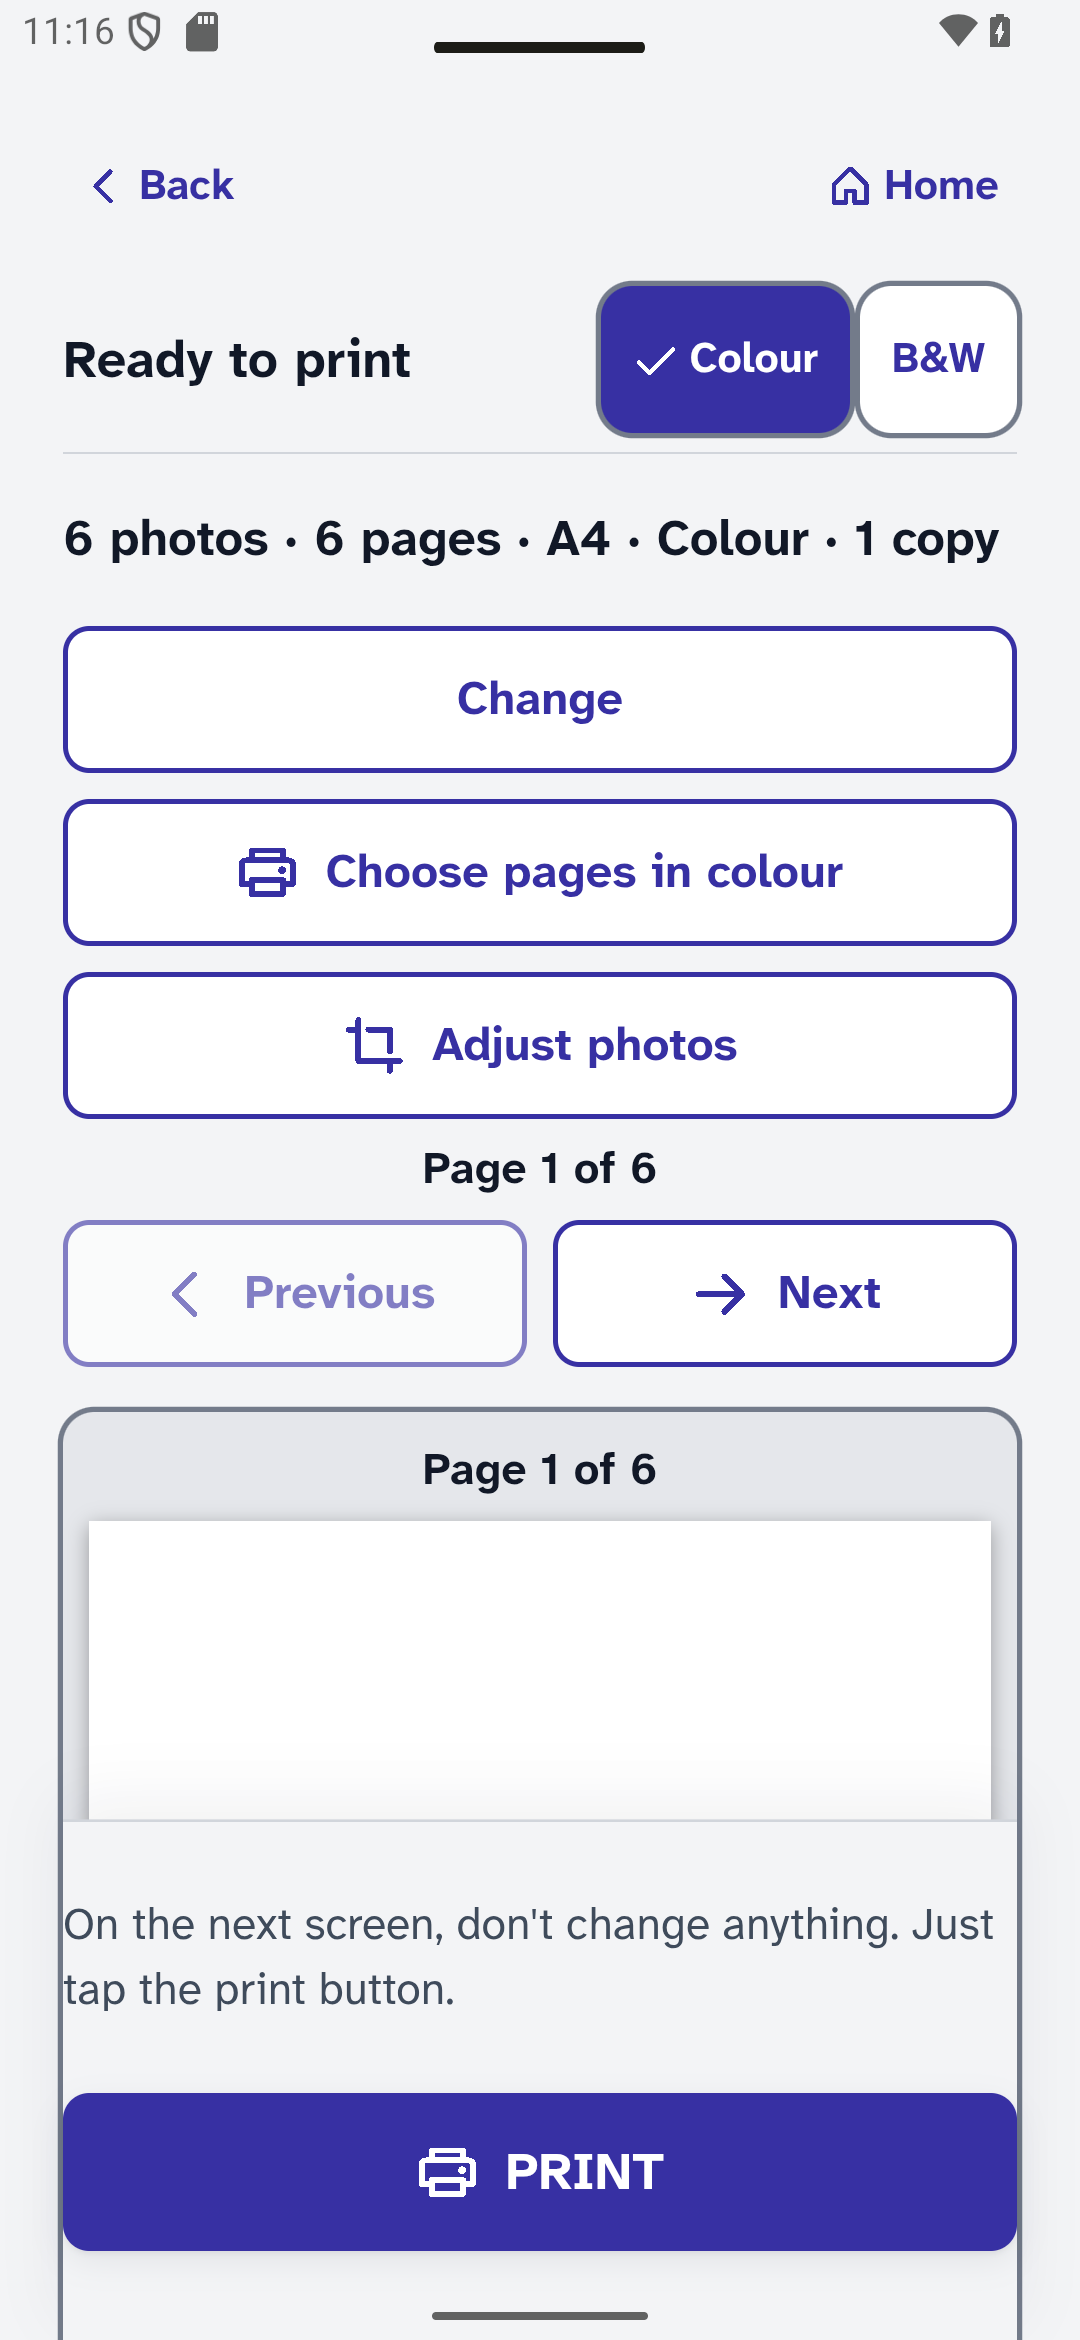 11:16
Back
Home
Ready to print
Colour
B&W
6 photos · 6 pages · A4 · Colour · 1 copy
Change
Choose pages in colour
Adjust photos
Page 1 of 6
Previous
Next
Page 1 of 6
On the next screen, don't change anything. Just
tap the print button.
PRINT